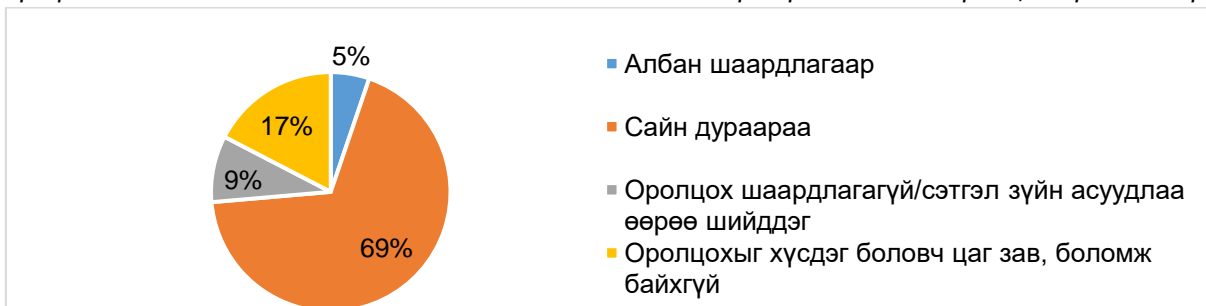 5%
Албан шаардлагаар
Сайн дураараа
17%
9%
Оролцох шаардлагагүй/сэтгэл зүйн асуудлаа
өөрөө шийддэг
69%
Оролцохыг хүсдэг боловч цаг зав, боломж
байхгүй